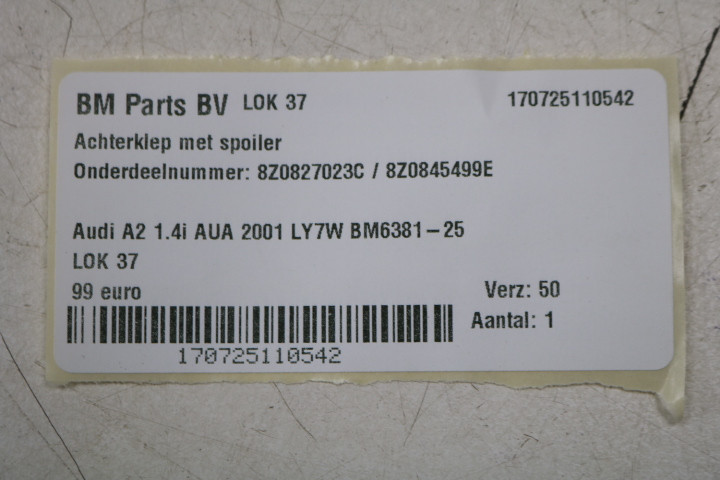 BM Parts BV LOK 37 170725110542
Achterklep met spoiler
Onderdeelnummer: 8Z0827023C / 8Z0845499E
Audi A2 1.4i AUA 2001 LY7W BM6381-25
LOK 37
99 euro Verz: 50
Aantal: 1
170725110542